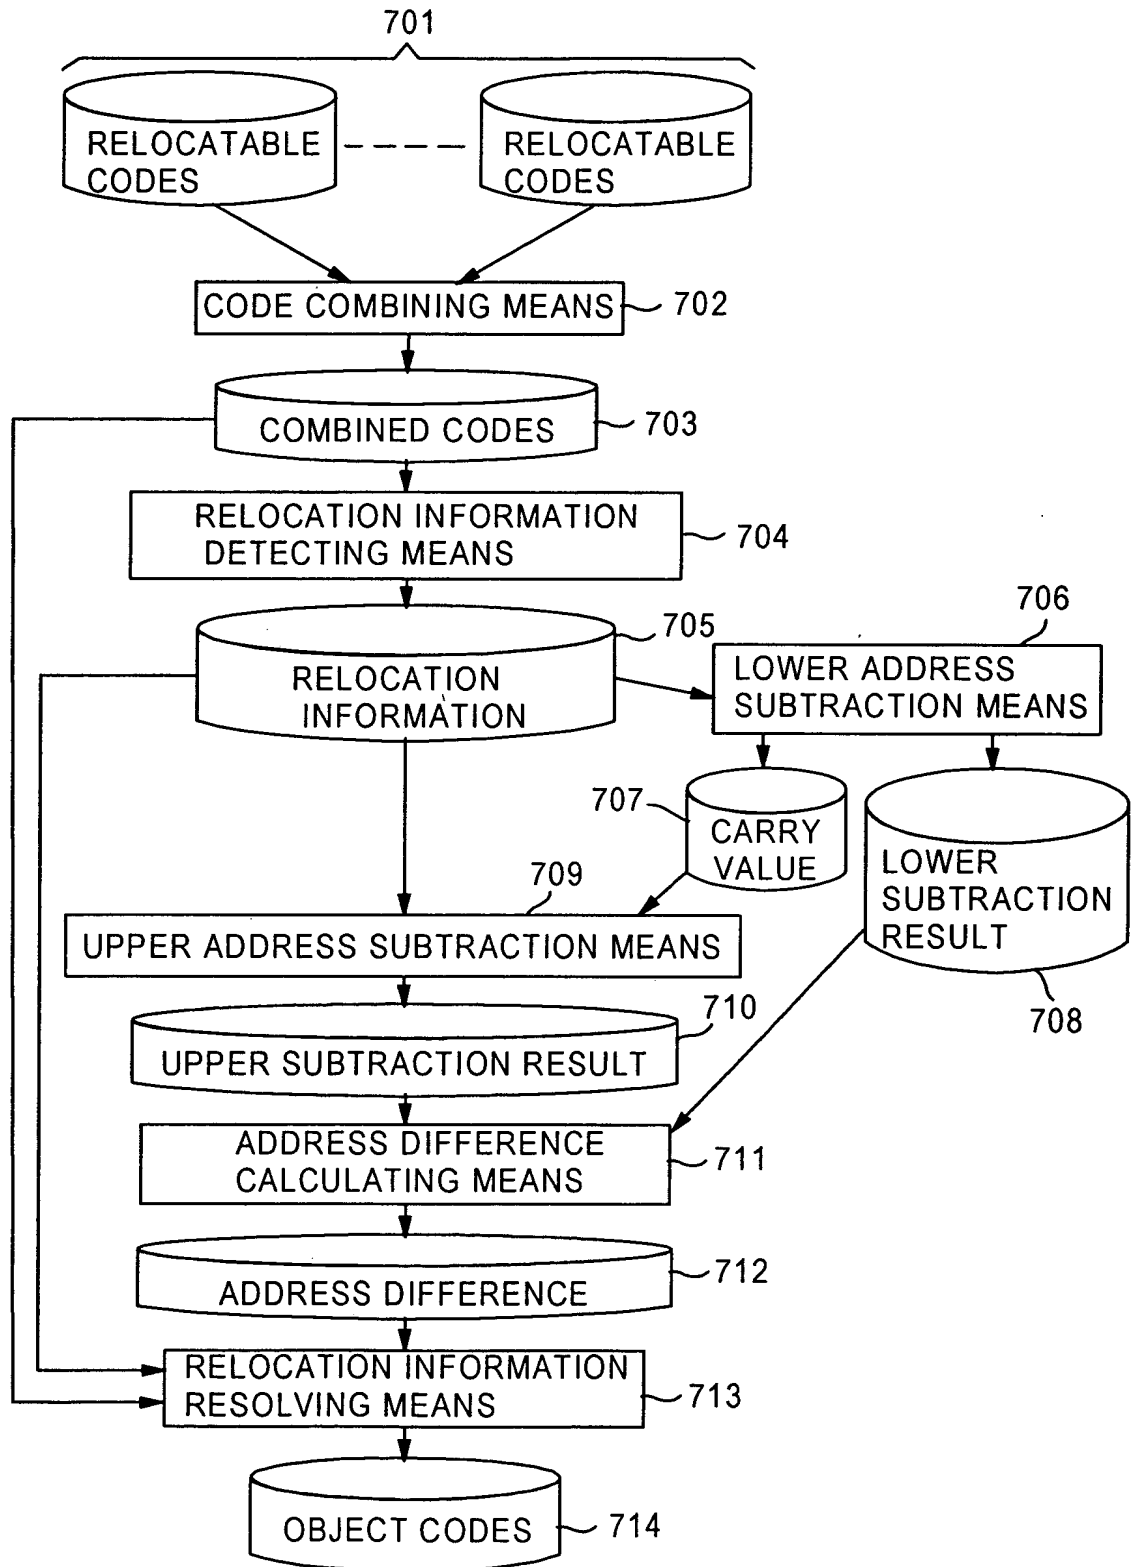 701
RELOCATABLE
CODES
RELOCATABLE
CODES
CODE COMBINING MEANS
702
COMBINED CODES
703
RELOCATION INFORMATION
DETECTING MEANS
704
705
RELOCATION
INFORMATION
706
LOWER ADDRESS
SUBTRACTION MEANS
707
CARRY
VALUE
LOWER
SUBTRACTION
RESULT
708
709
UPPER ADDRESS SUBTRACTION MEANS
710
UPPER SUBTRACTION RESULT
ADDRESS DIFFERENCE
CALCULATING MEANS
711
ADDRESS DIFFERENCE
712
RELOCATION INFORMATION
RESOLVING MEANS
713
OBJECT CODES
714